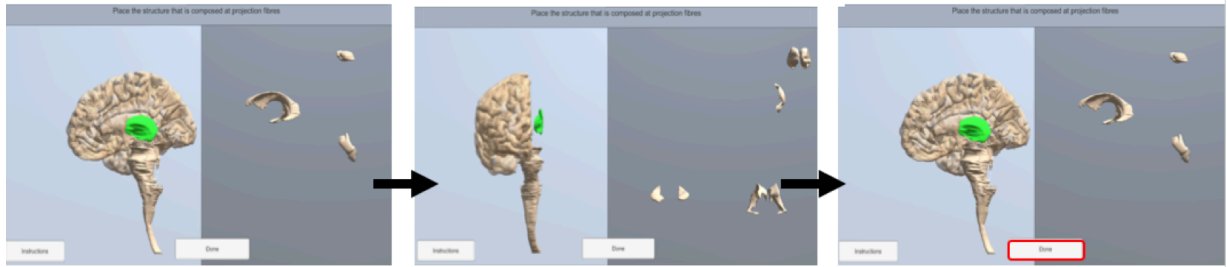 Place the structure that is composed at projection fibres
Place the structure that is composed at projection fibres
Place the structure that is composed at projection fibres
Instructions
Done
Instructions
Done
Instructions
Done